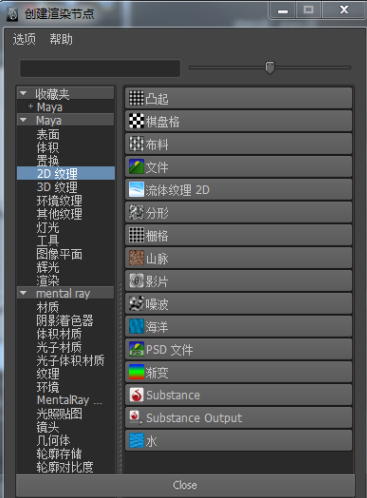 创建渲染节点
选项 帮助
收藏夹
+ Maya
Maya
表面
体积
置换
2D 纹理
3D 纹理
环境纹理
其他纹理
灯光
工具
图像平面
辉光
渲染
mental ray
材质
阴影着色器
体积材质
光子材质
光子体积材质
纹理
环境
MentalRay ...
光照贴图
镜头
几何体
轮廓存储
轮廓对比度
凸起
棋盘格
布料
文件
流体纹理 2D
分形
栅格
山脉
影片
噪波
海洋
PSD 文件
渐变
Substance
Substance Output
水
Close